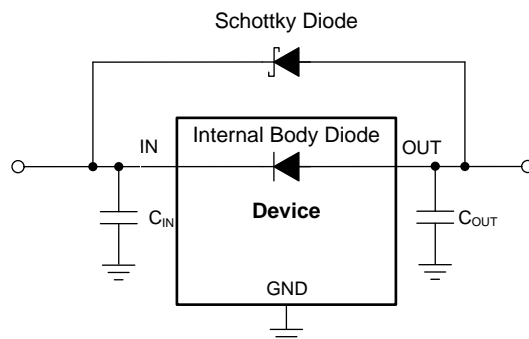 Schottky Diode
IN
Internal Body Diode
OUT
CIN
Device
COUT
GND